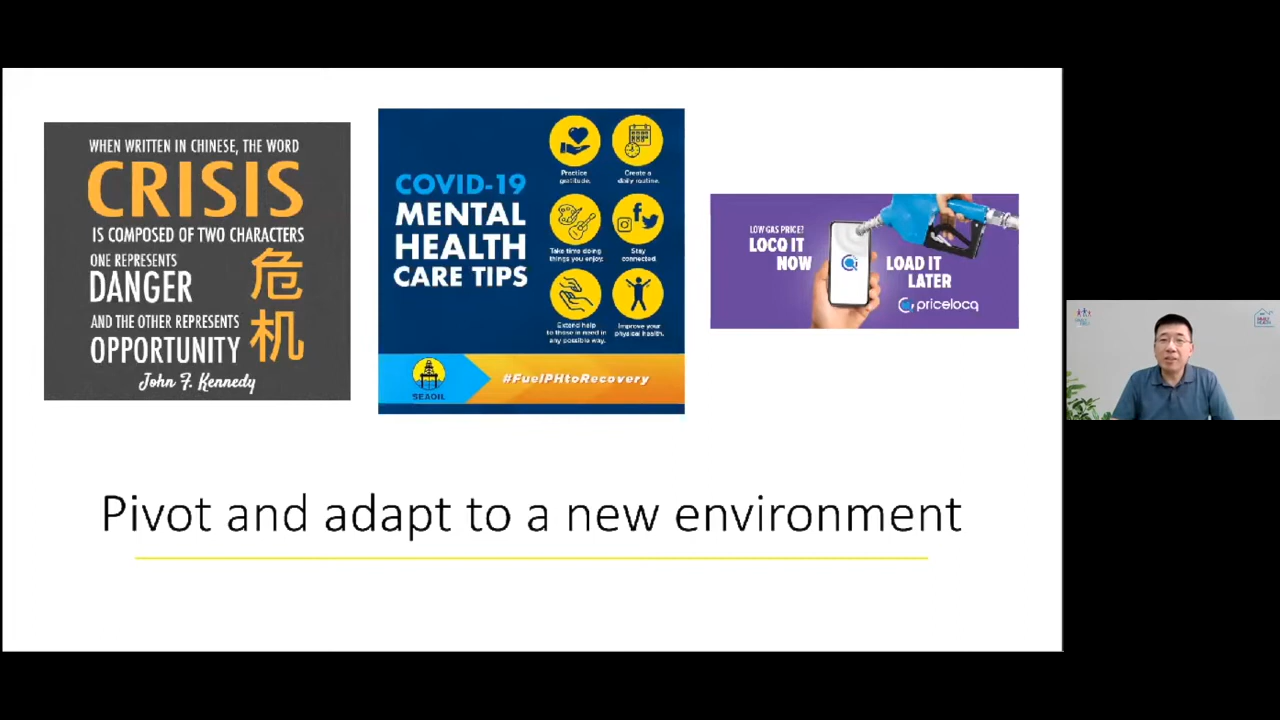 WHEN WRITTEN IN CHINESE, THE WORD
CRISIS
IS COMPOSED OF TWO CHARACTERS
ONE REPRESENTS
DANGER
危
AND THE OTHER REPRESENTS
OPPORTUNITY
机
John F. Kennedy
COVID-19
MENTAL
HEALTH
CARE TIPS
Practice
gratitude.
Create a
daily routine.
Take time doing
things you enjoy.
Stay
connected.
Extend help
to those in need in
any possible way.
Improve your
physical health.
SEAOIL
#FuelPHtoRecovery
LOW GAS PRICE?
LOCQ IT
NOW
LOAD IT
LATER
pricelocq
Pivot and adapt to a new environment